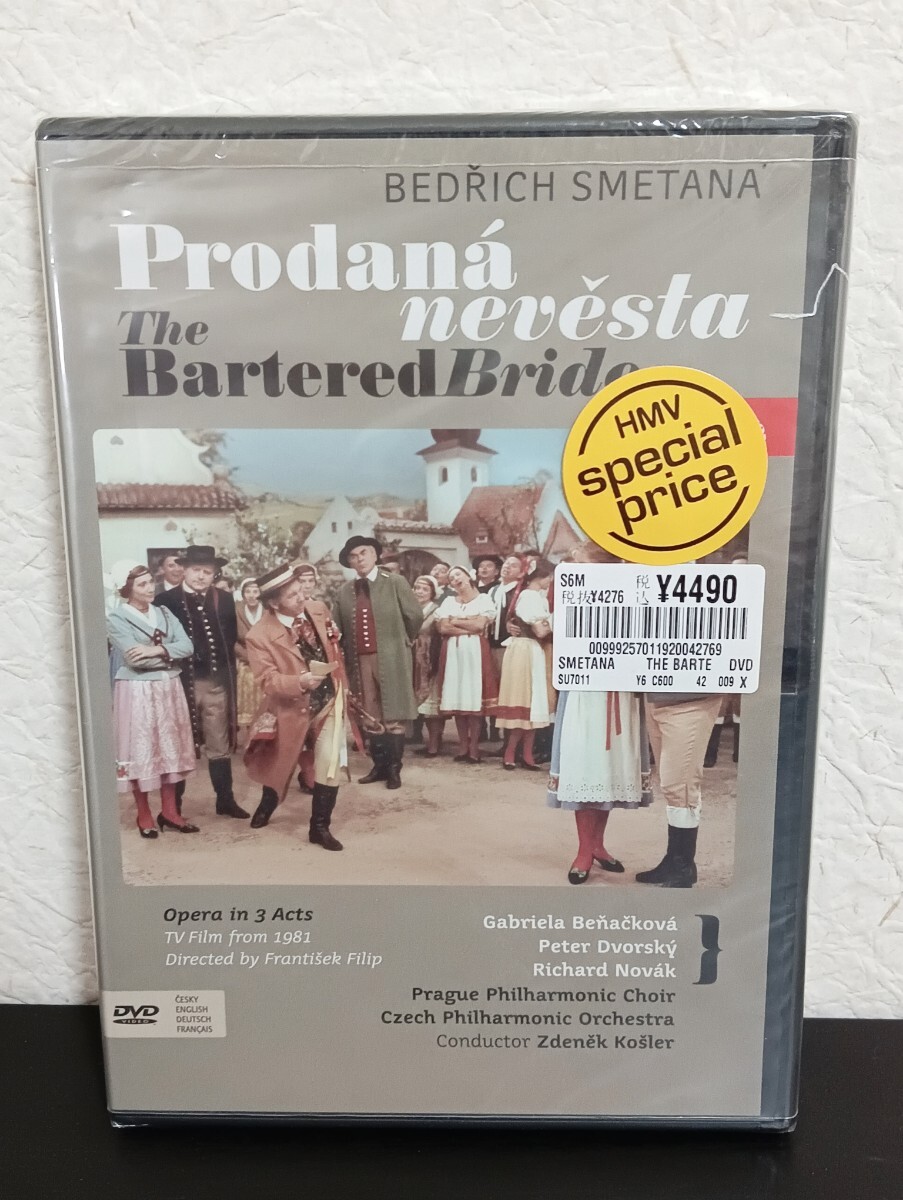 BEDŘICH SMETANA
Prodaná
nevěsta
The
Bartered Bride
HMV
special
price
S6M 税込 ¥4490
税抜¥4276
00999257011920042769
SMETANA THE BARTE DVD
SU7011 Y6 C600 42 009 X
Opera in 3 Acts
TV Film from 1981
Directed by František Filip
Gabriela Beňačková
Peter Dvorský
Richard Novák
Prague Philharmonic Choir
Czech Philharmonic Orchestra
Conductor Zdeněk Košler
DVD
VIDEO
ČESKY
ENGLISH
DEUTSCH
FRANÇAIS